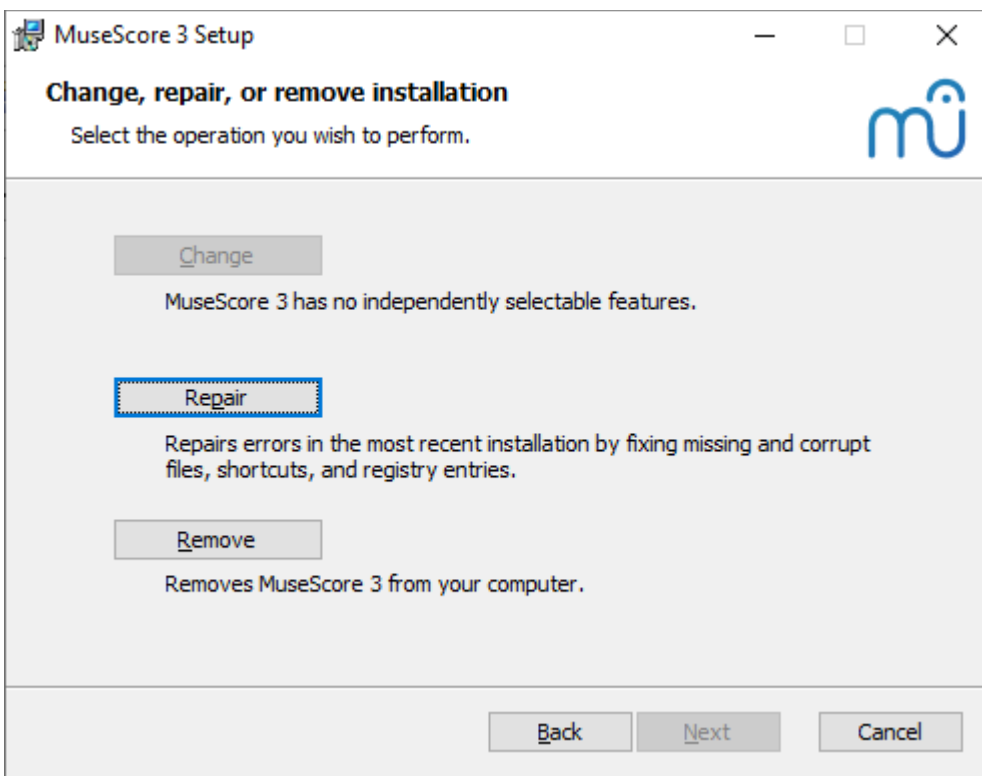 MuseScore 3 Setup
Change, repair, or remove installation
Select the operation you wish to perform.
Change
MuseScore 3 has no independently selectable features.
Repair
Repairs errors in the most recent installation by fixing missing and corrupt
files, shortcuts, and registry entries.
Remove
Removes MuseScore 3 from your computer.
Back Next Cancel